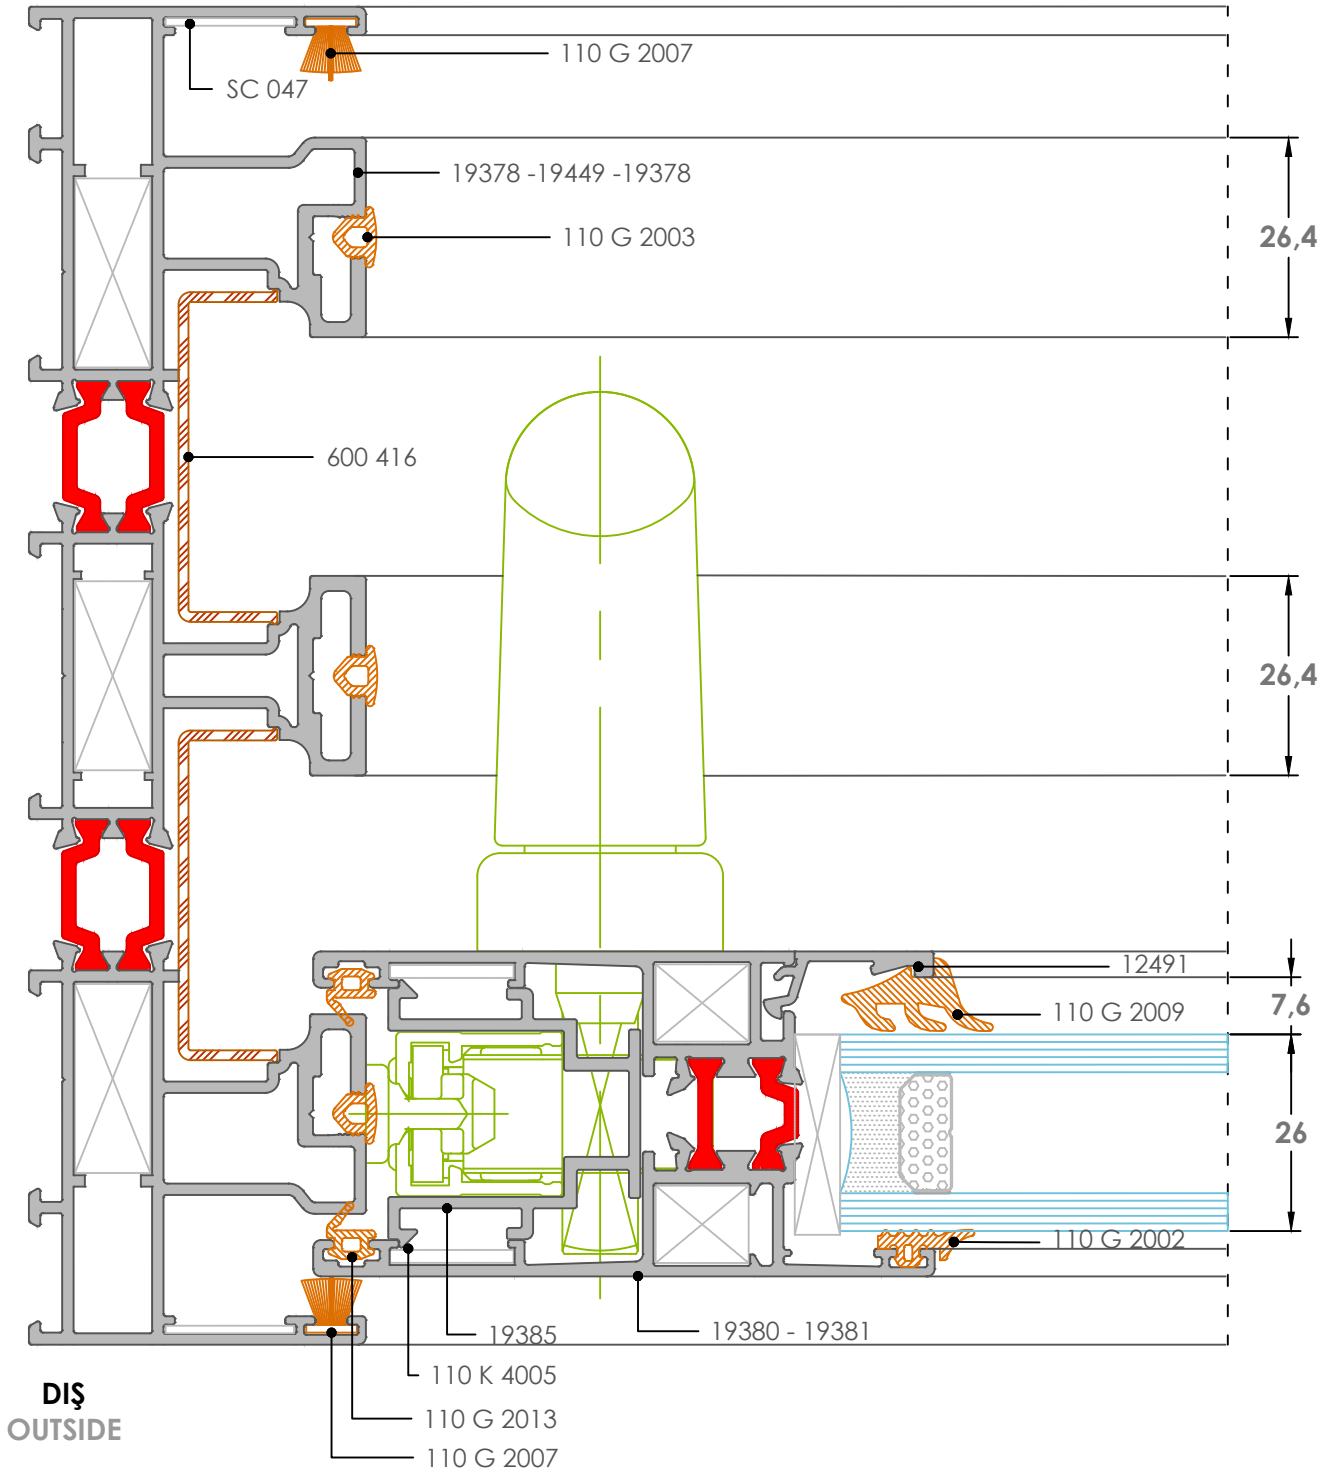 110 G 2007
SC 047
19378 -19449 -19378
110 G 2003
26,4
600 416
26,4
12491
110 G 2009
7,6
26
110 G 2002
19385
19380 - 19381
110 K 4005
110 G 2013
110 G 2007
DIŞ
OUTSIDE